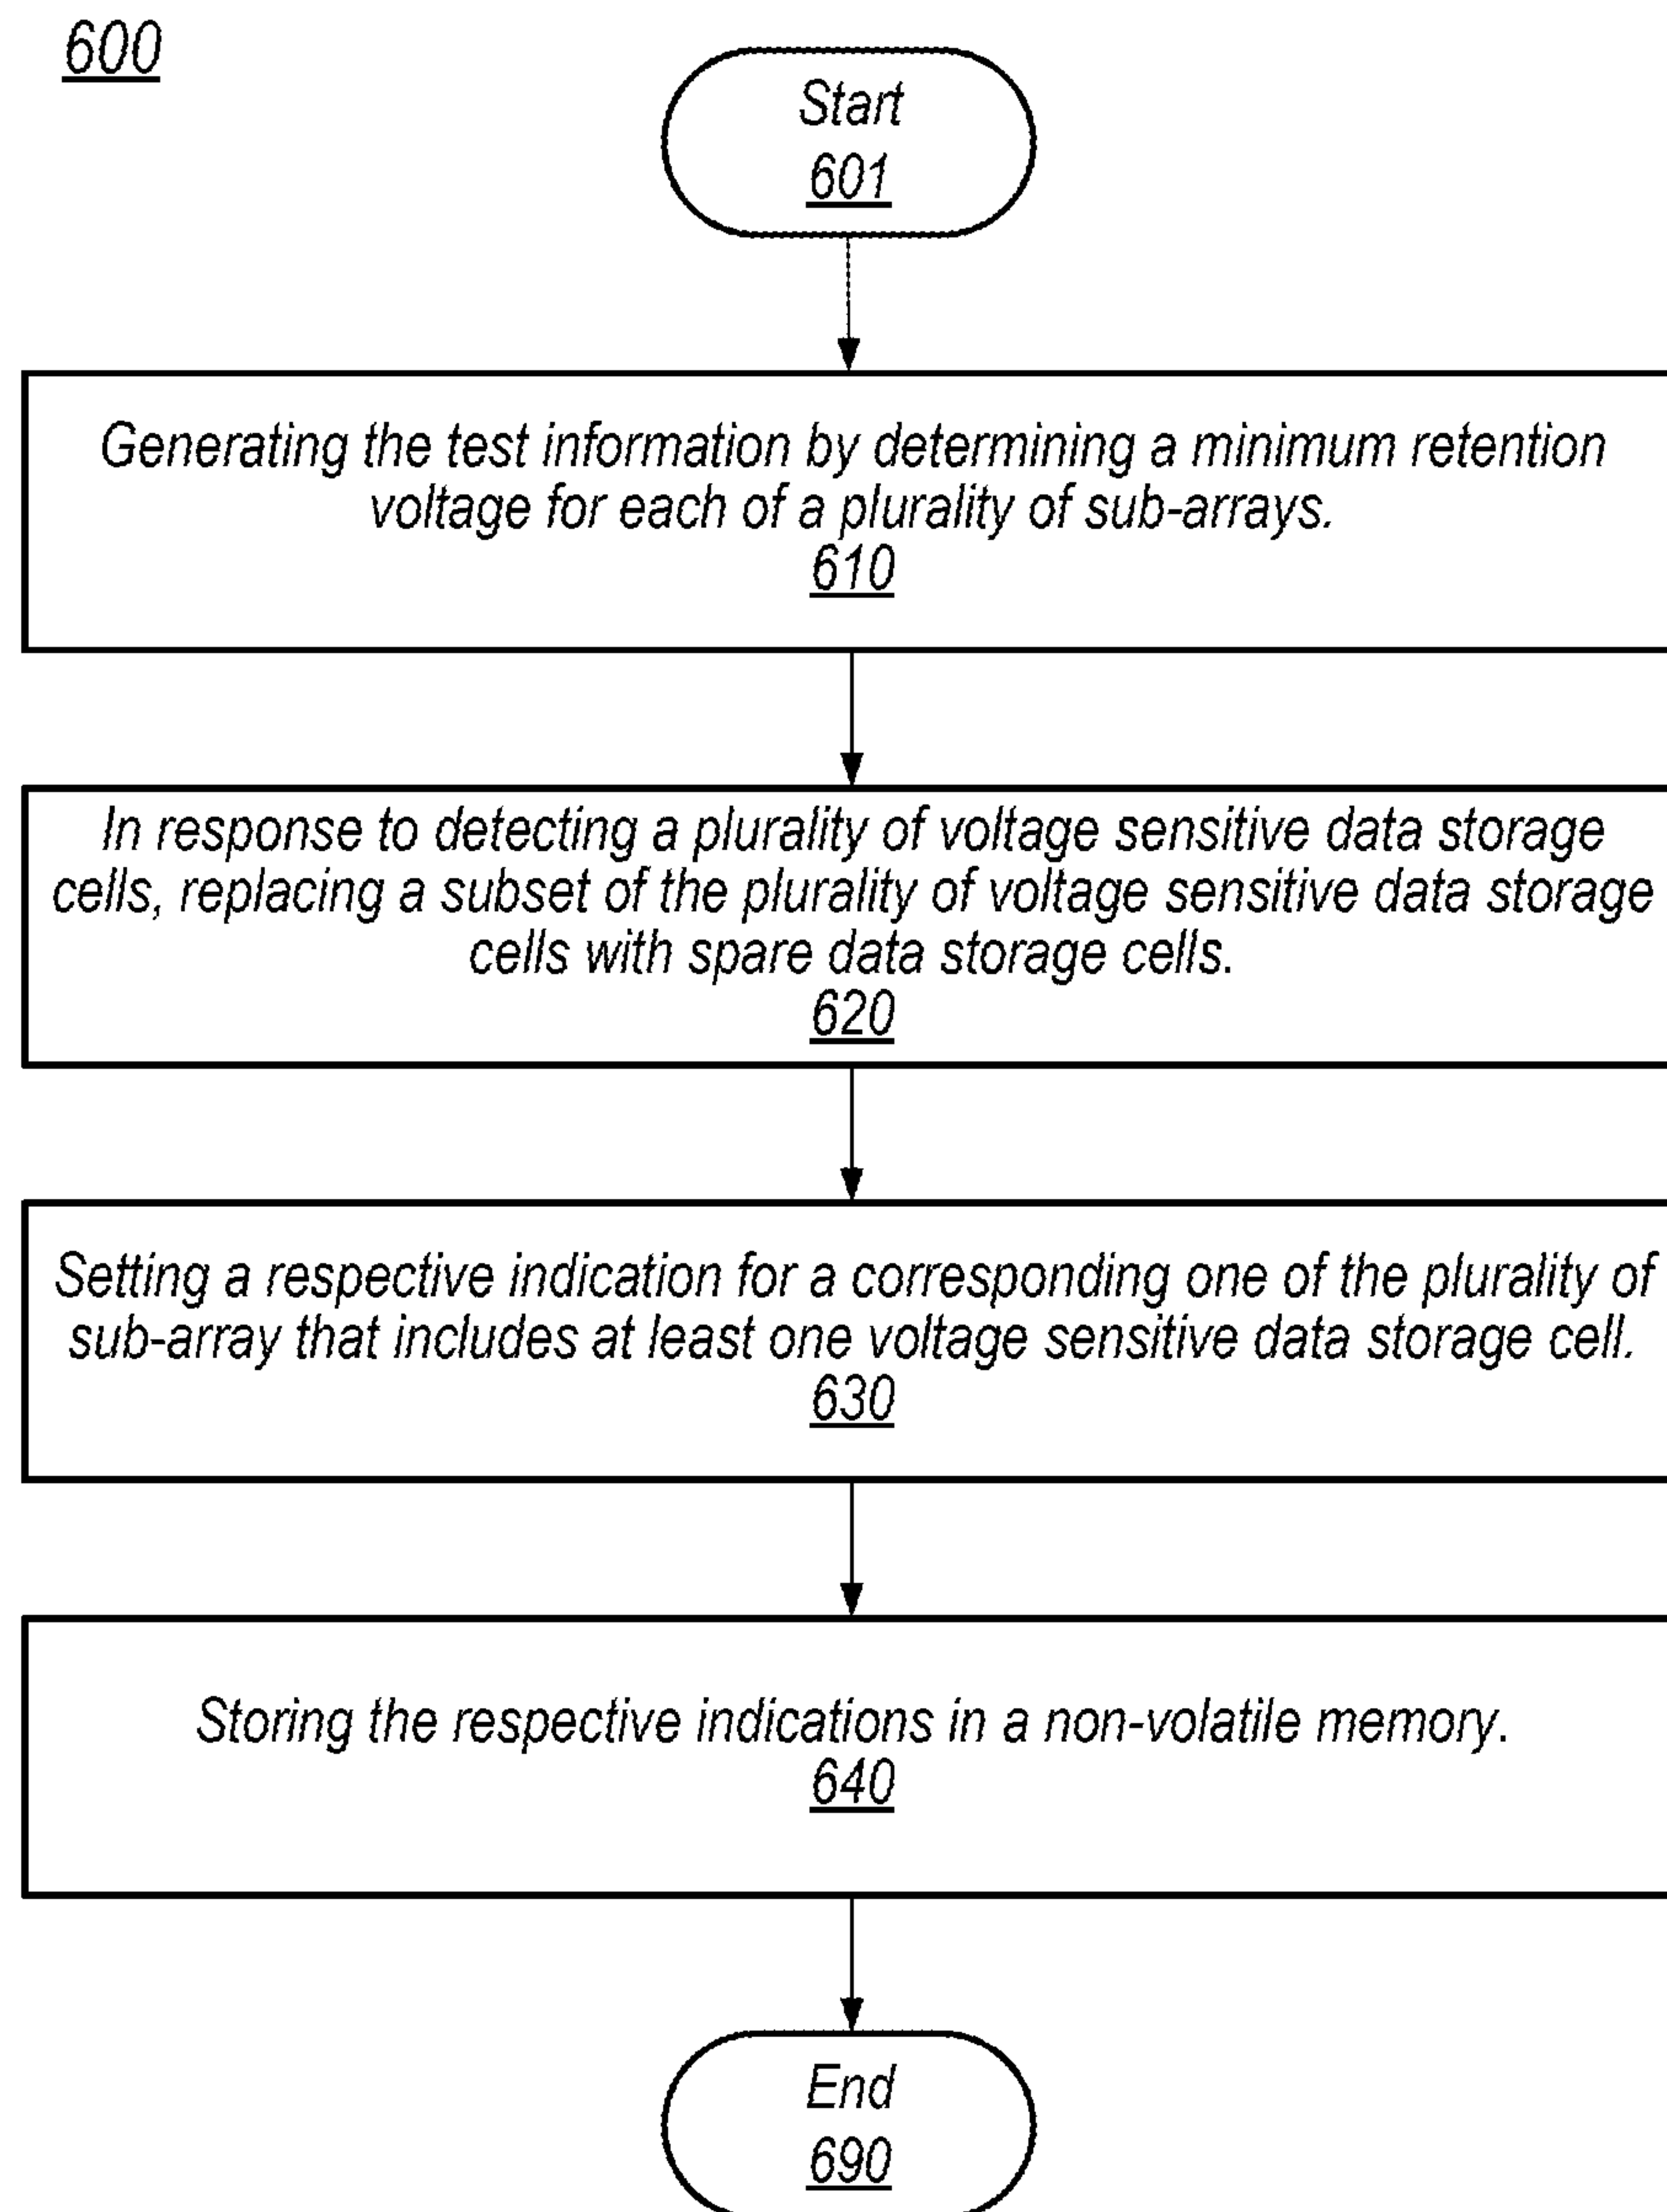 600
Start
601
Generating the test information by determining a minimum retention
voltage for each of a plurality of sub-arrays.
610
In response to detecting a plurality of voltage sensitive data storage
cells, replacing a subset of the plurality of voltage sensitive data storage
cells with spare data storage cells.
620
Setting a respective indication for a corresponding one of the plurality of
sub-array that includes at least one voltage sensitive data storage cell.
630
Storing the respective indications in a non-volatile memory.
640
End
690